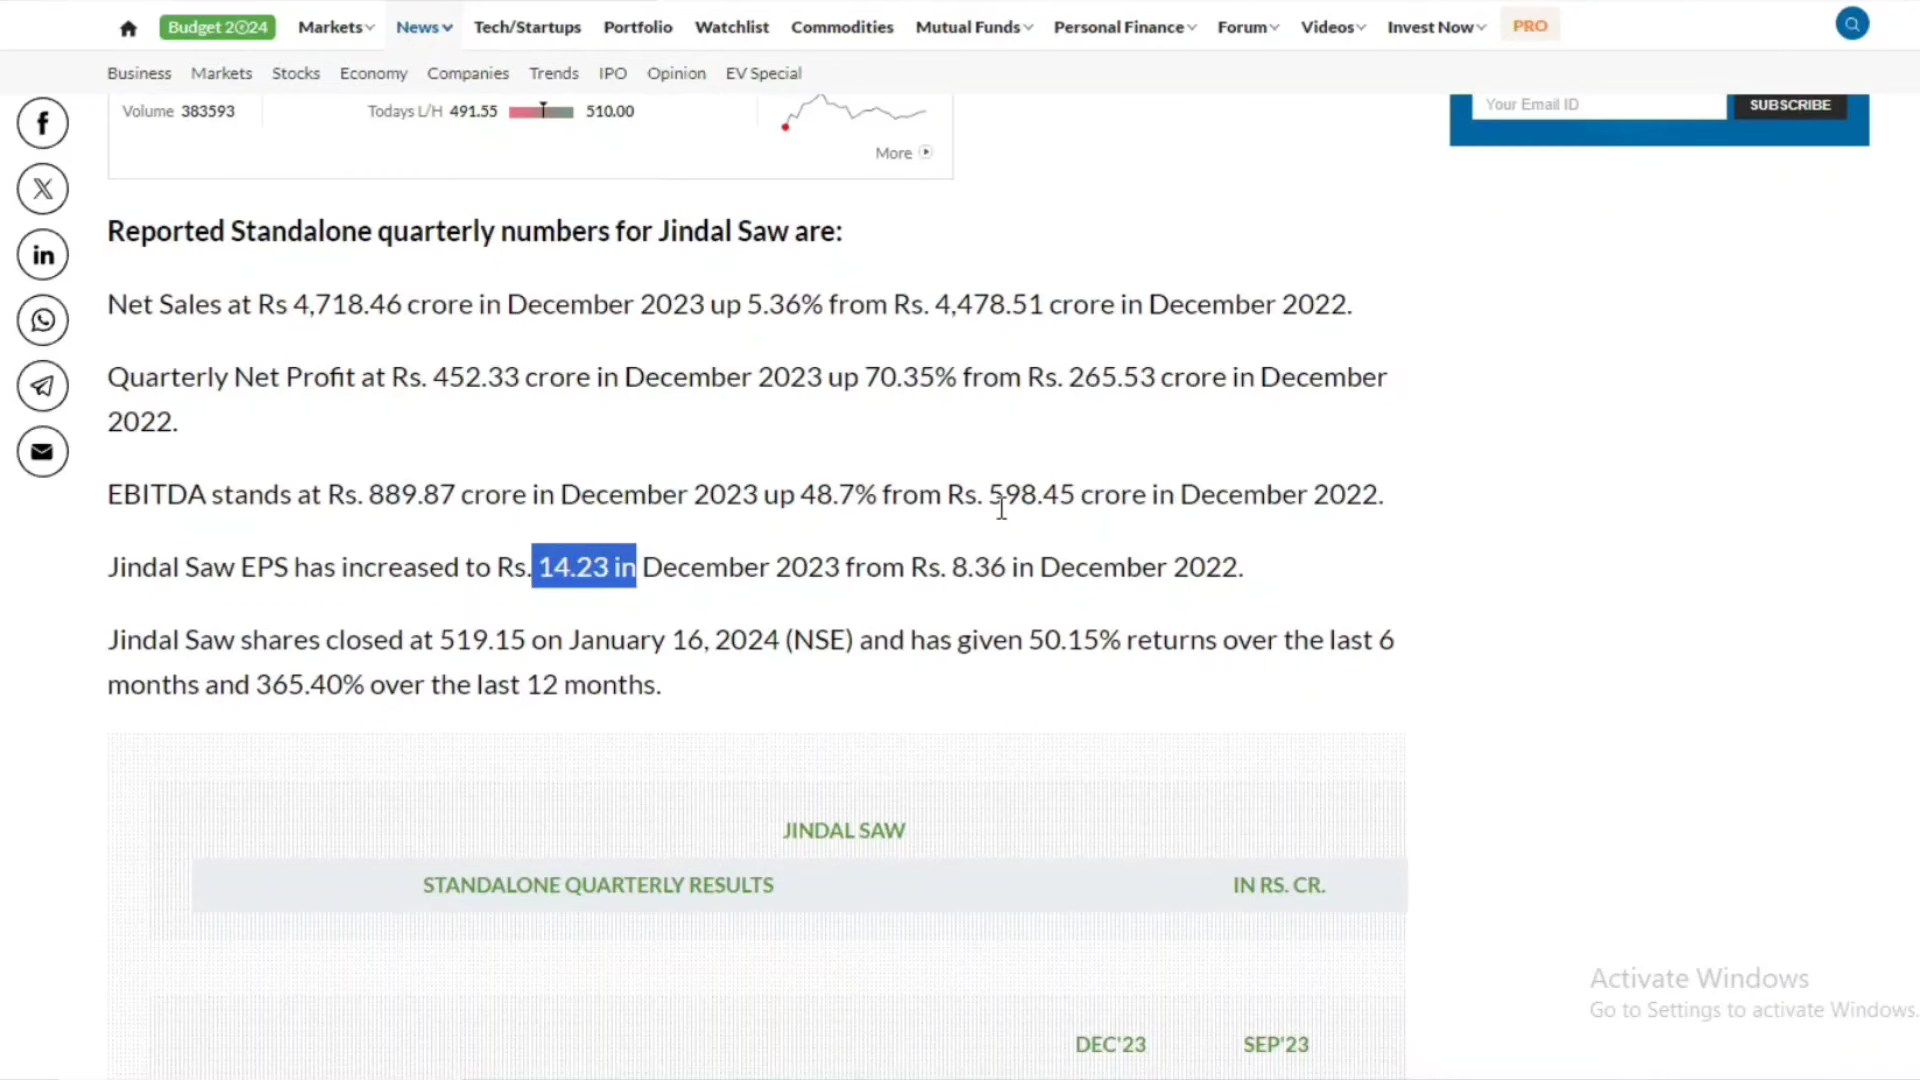 Budget 2024 Markets News Tech/Startups Portfolio Watchlist Commodities Mutual Funds Personal Finance Forum Videos Invest Now PRO
Business Markets Stocks Economy Companies Trends IPO Opinion EV Special
Volume 383593 Todays L/H 491.55 510.00
Your Email ID SUBSCRIBE
More
Reported Standalone quarterly numbers for Jindal Saw are:
Net Sales at Rs 4,718.46 crore in December 2023 up 5.36% from Rs. 4,478.51 crore in December 2022.
Quarterly Net Profit at Rs. 452.33 crore in December 2023 up 70.35% from Rs. 265.53 crore in December
2022.
EBITDA stands at Rs. 889.87 crore in December 2023 up 48.7% from Rs. 598.45 crore in December 2022.
Jindal Saw EPS has increased to Rs. 14.23 in December 2023 from Rs. 8.36 in December 2022.
Jindal Saw shares closed at 519.15 on January 16, 2024 (NSE) and has given 50.15% returns over the last 6
months and 365.40% over the last 12 months.
JINDAL SAW
STANDALONE QUARTERLY RESULTS IN RS. CR.
Activate Windows
Go to Settings to activate Windows.
DEC'23 SEP'23